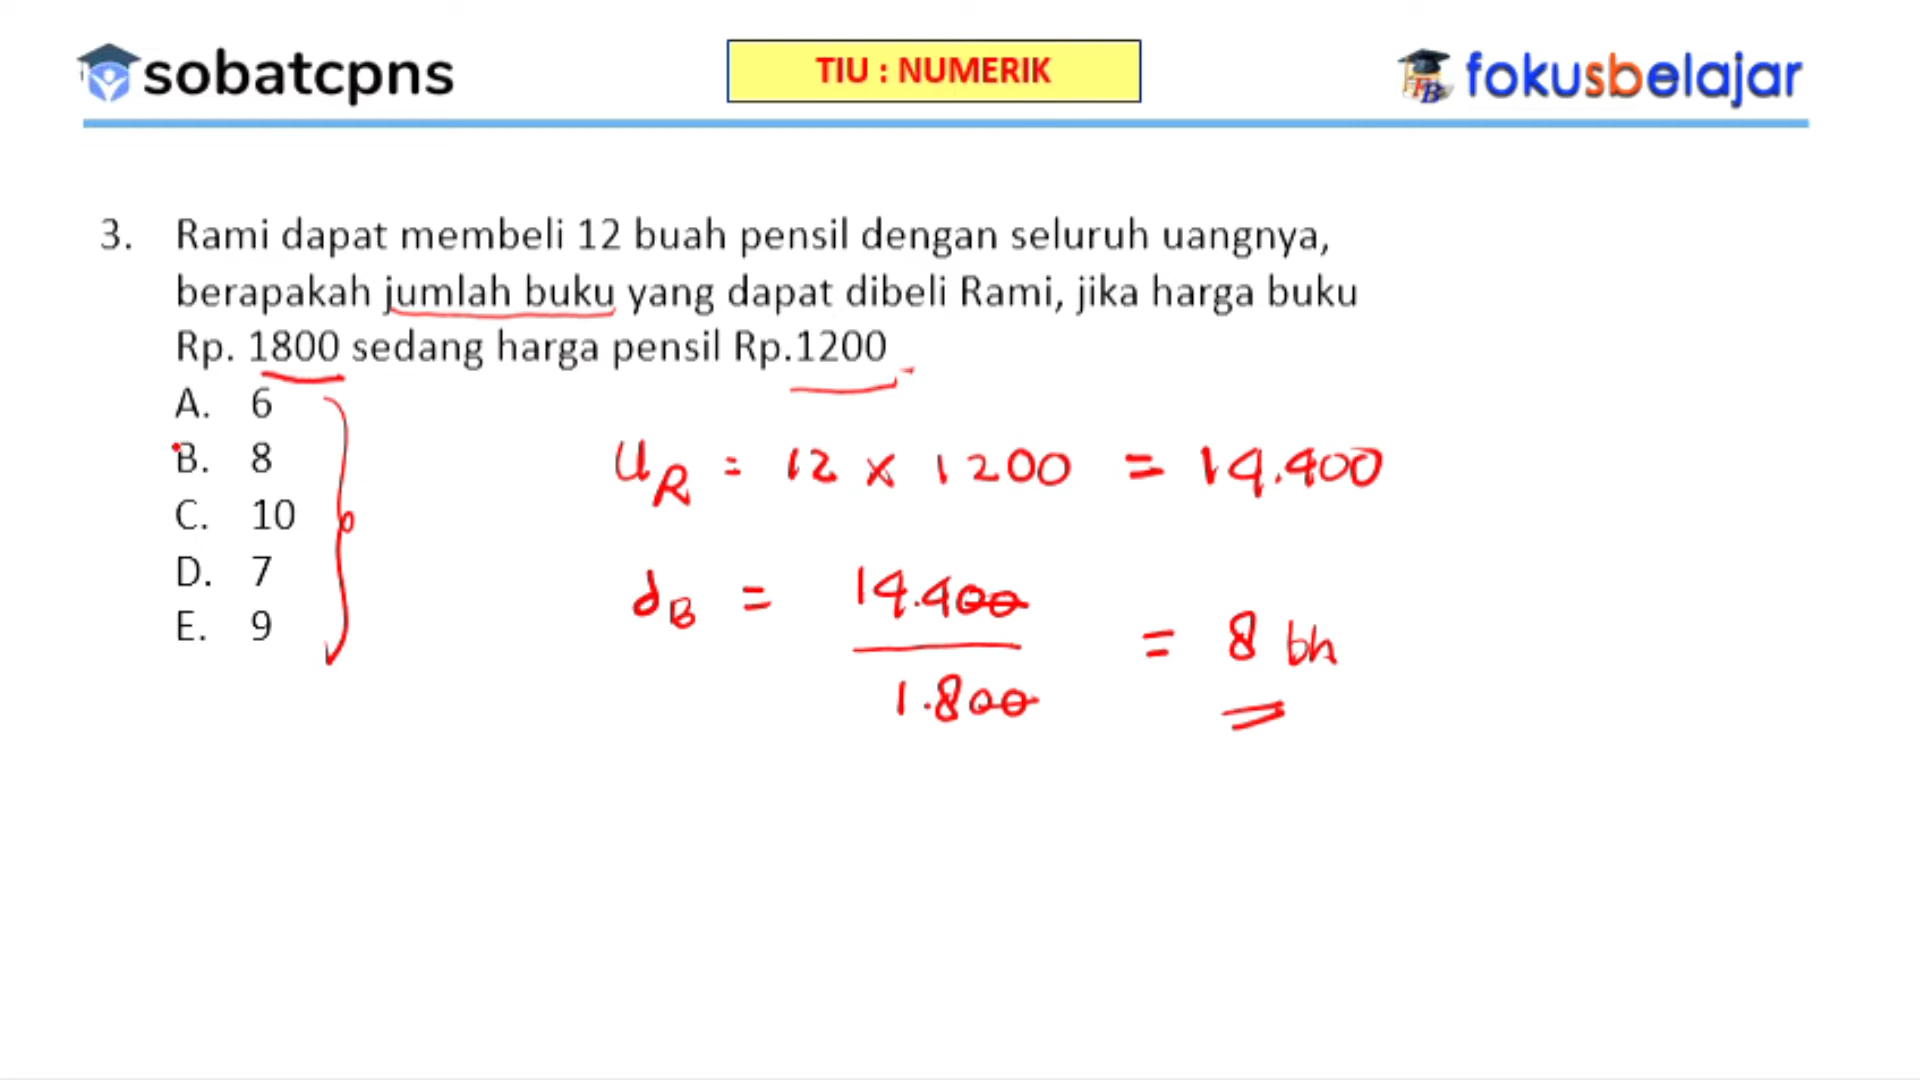 sobatcpns
TIU : NUMERIK
fokusbelajar
3. Rami dapat membeli 12 buah pensil dengan seluruh uangnya,
berapakah jumlah buku yang dapat dibeli Rami, jika harga buku
Rp. 1800 sedang harga pensil Rp.1200
A. 6
B. 8
C. 10
D. 7
E. 9
UR = 12 x 1200 = 14.400
dB = 14.400
1.800
= 8 bh